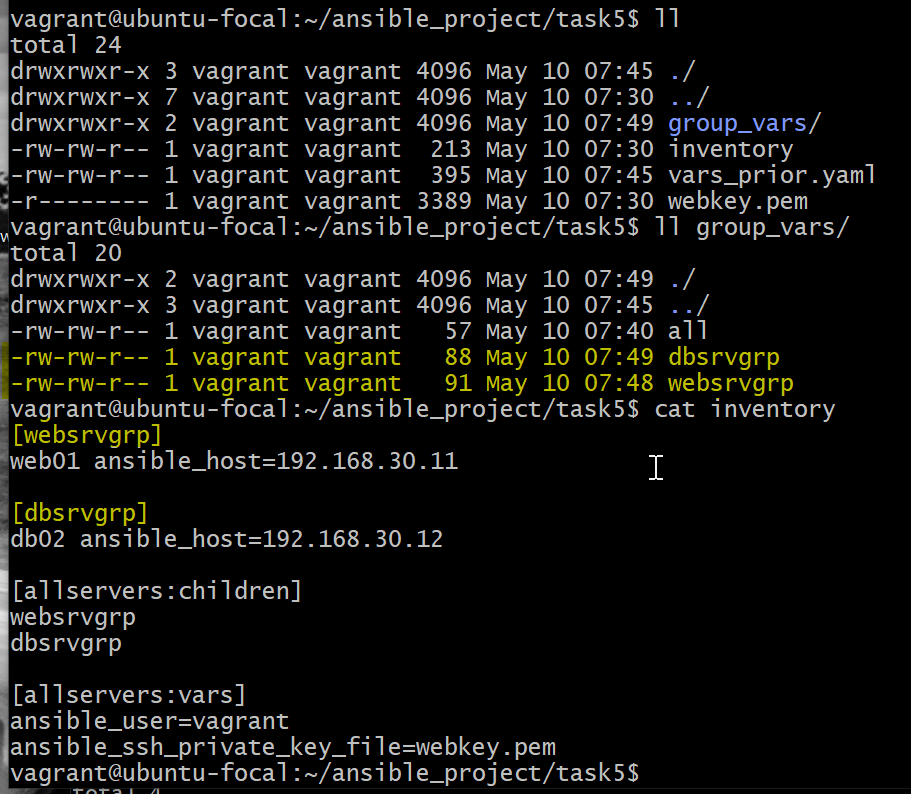 vagrant@ubuntu-focal:~/ansible_project/task5$ ll
total 24
drwxrwxr-x 3 vagrant vagrant 4096 May 10 07:45 ./
drwxrwxr-x 7 vagrant vagrant 4096 May 10 07:30 ../
drwxrwxr-x 2 vagrant vagrant 4096 May 10 07:49 group_vars/
-rw-rw-r-- 1 vagrant vagrant  213 May 10 07:30 inventory
-rw-rw-r-- 1 vagrant vagrant  395 May 10 07:45 vars_prior.yaml
-r-------- 1 vagrant vagrant 3389 May 10 07:30 webkey.pem
vagrant@ubuntu-focal:~/ansible_project/task5$ ll group_vars/
total 20
drwxrwxr-x 2 vagrant vagrant 4096 May 10 07:49 ./
drwxrwxr-x 3 vagrant vagrant 4096 May 10 07:45 ../
-rw-rw-r-- 1 vagrant vagrant   57 May 10 07:40 all
-rw-rw-r-- 1 vagrant vagrant   88 May 10 07:49 dbsrvgrp
-rw-rw-r-- 1 vagrant vagrant   91 May 10 07:48 websrvgrp
vagrant@ubuntu-focal:~/ansible_project/task5$ cat inventory
[websrvgrp]
web01 ansible_host=192.168.30.11

[dbsrvgrp]
db02 ansible_host=192.168.30.12

[allservers:children]
websrvgrp
dbsrvgrp

[allservers:vars]
ansible_user=vagrant
ansible_ssh_private_key_file=webkey.pem
vagrant@ubuntu-focal:~/ansible_project/task5$